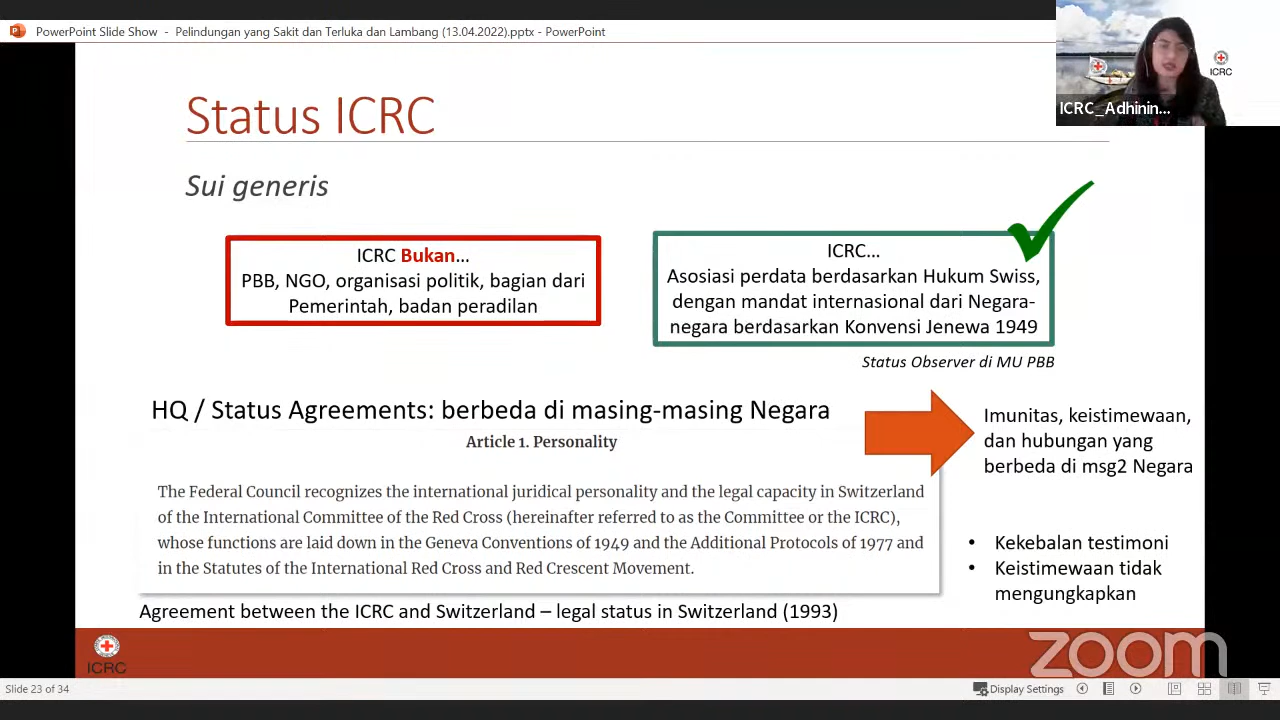 PowerPoint Slide Show - Pelindungan yang Sakit dan Terluka dan Lambang (13.04.2022).pptx - PowerPoint
ICRC
ICRC_Adhinin...
Status ICRC
Sui generis
ICRC Bukan...
PBB, NGO, organisasi politik, bagian dari
Pemerintah, badan peradilan
ICRC...
Asosiasi perdata berdasarkan Hukum Swiss,
dengan mandat internasional dari Negara-
negara berdasarkan Konvensi Jenewa 1949
Status Observer di MU PBB
HQ / Status Agreements: berbeda di masing-masing Negara
Imunitas, keistimewaan,
dan hubungan yang
berbeda di msg2 Negara
Article 1. Personality
The Federal Council recognizes the international juridical personality and the legal capacity in Switzerland
of the International Committee of the Red Cross (hereinafter referred to as the Committee or the ICRC),
whose functions are laid down in the Geneva Conventions of 1949 and the Additional Protocols of 1977 and
in the Statutes of the International Red Cross and Red Crescent Movement.
• Kekebalan testimoni
• Keistimewaan tidak
mengungkapkan
Agreement between the ICRC and Switzerland – legal status in Switzerland (1993)
ICRC
zoom
Slide 23 of 34
Display Settings